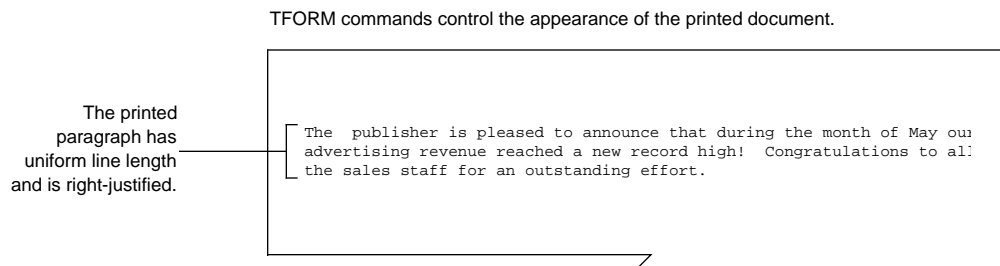 TFORM commands control the appearance of the printed document.
The printed
paragraph has
uniform line length
and is right-justified.
The  publisher is pleased to announce that during the month of May our
advertising revenue reached a new record high!  Congratulations to all
the sales staff for an outstanding effort.